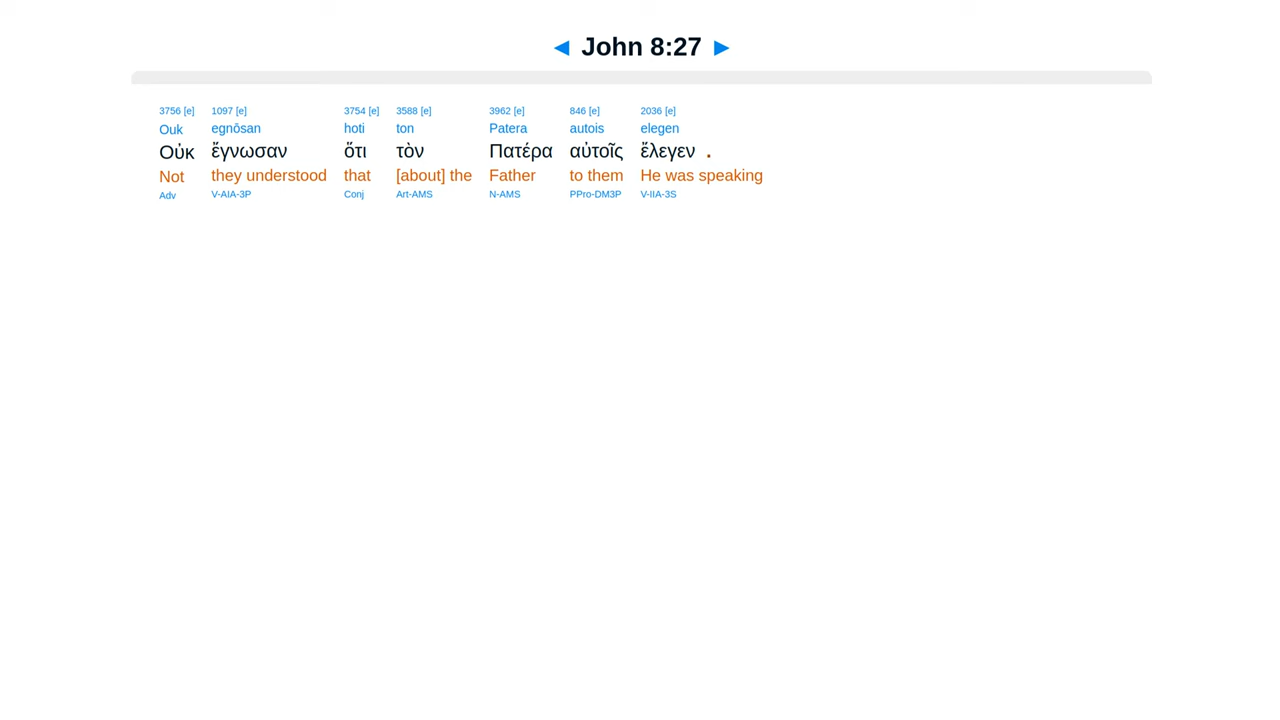 ◄ John 8:27 ►
3756 [e] 1097 [e] 3754 [e] 3588 [e] 3962 [e] 846 [e] 2036 [e]
Ouk egnōsan hoti ton Patera autois elegen
Οὐκ ἔγνωσαν ὅτι τὸν Πατέρα αὐτοῖς ἔλεγεν .
Not they understood that [about] the Father to them He was speaking
Adv V-AIA-3P Conj Art-AMS N-AMS PPro-DM3P V-IIA-3S